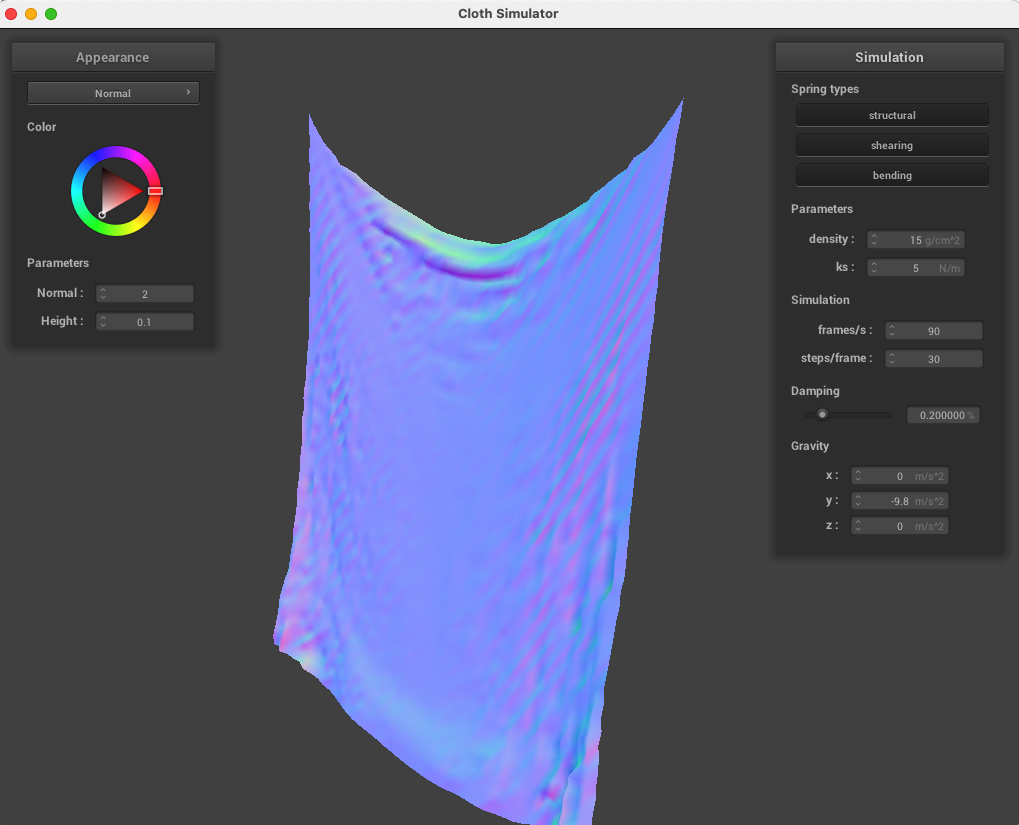 Cloth Simulator
Appearance
Normal
Color
Parameters
Normal : 2
Height : 0.1
Simulation
Spring types
structural
shearing
bending
Parameters
density : 15 g/cm^2
ks : 5 N/m
Simulation
frames/s : 90
steps/frame : 30
Damping
0.200000 %
Gravity
x : 0 m/s^2
y : -9.8 m/s^2
z : 0 m/s^2